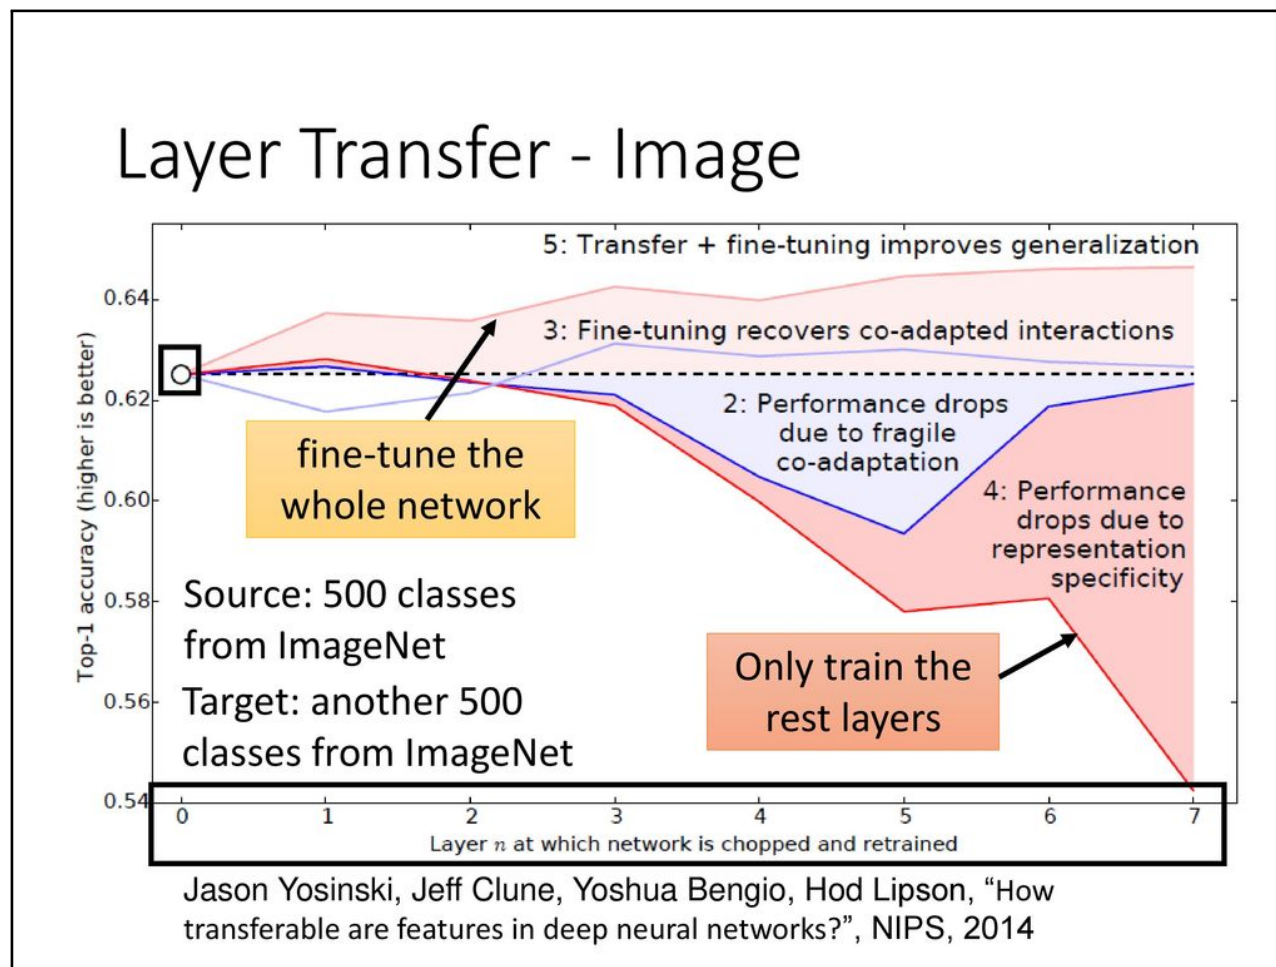 Layer Transfer - Image
5: Transfer + fine-tuning improves generalization
3: Fine-tuning recovers co-adapted interactions
2: Performance drops
due to fragile
co-adaptation
4: Performance
drops due to
representation
specificity
fine-tune the
whole network
Source: 500 classes
from ImageNet
Target: another 500
classes from ImageNet
Only train the
rest layers
Top-1 accuracy (higher is better)
0.64
0.62
0.60
0.58
0.56
0.54
0 1 2 3 4 5 6 7
Layer n at which network is chopped and retrained
Jason Yosinski, Jeff Clune, Yoshua Bengio, Hod Lipson, “How
transferable are features in deep neural networks?”, NIPS, 2014